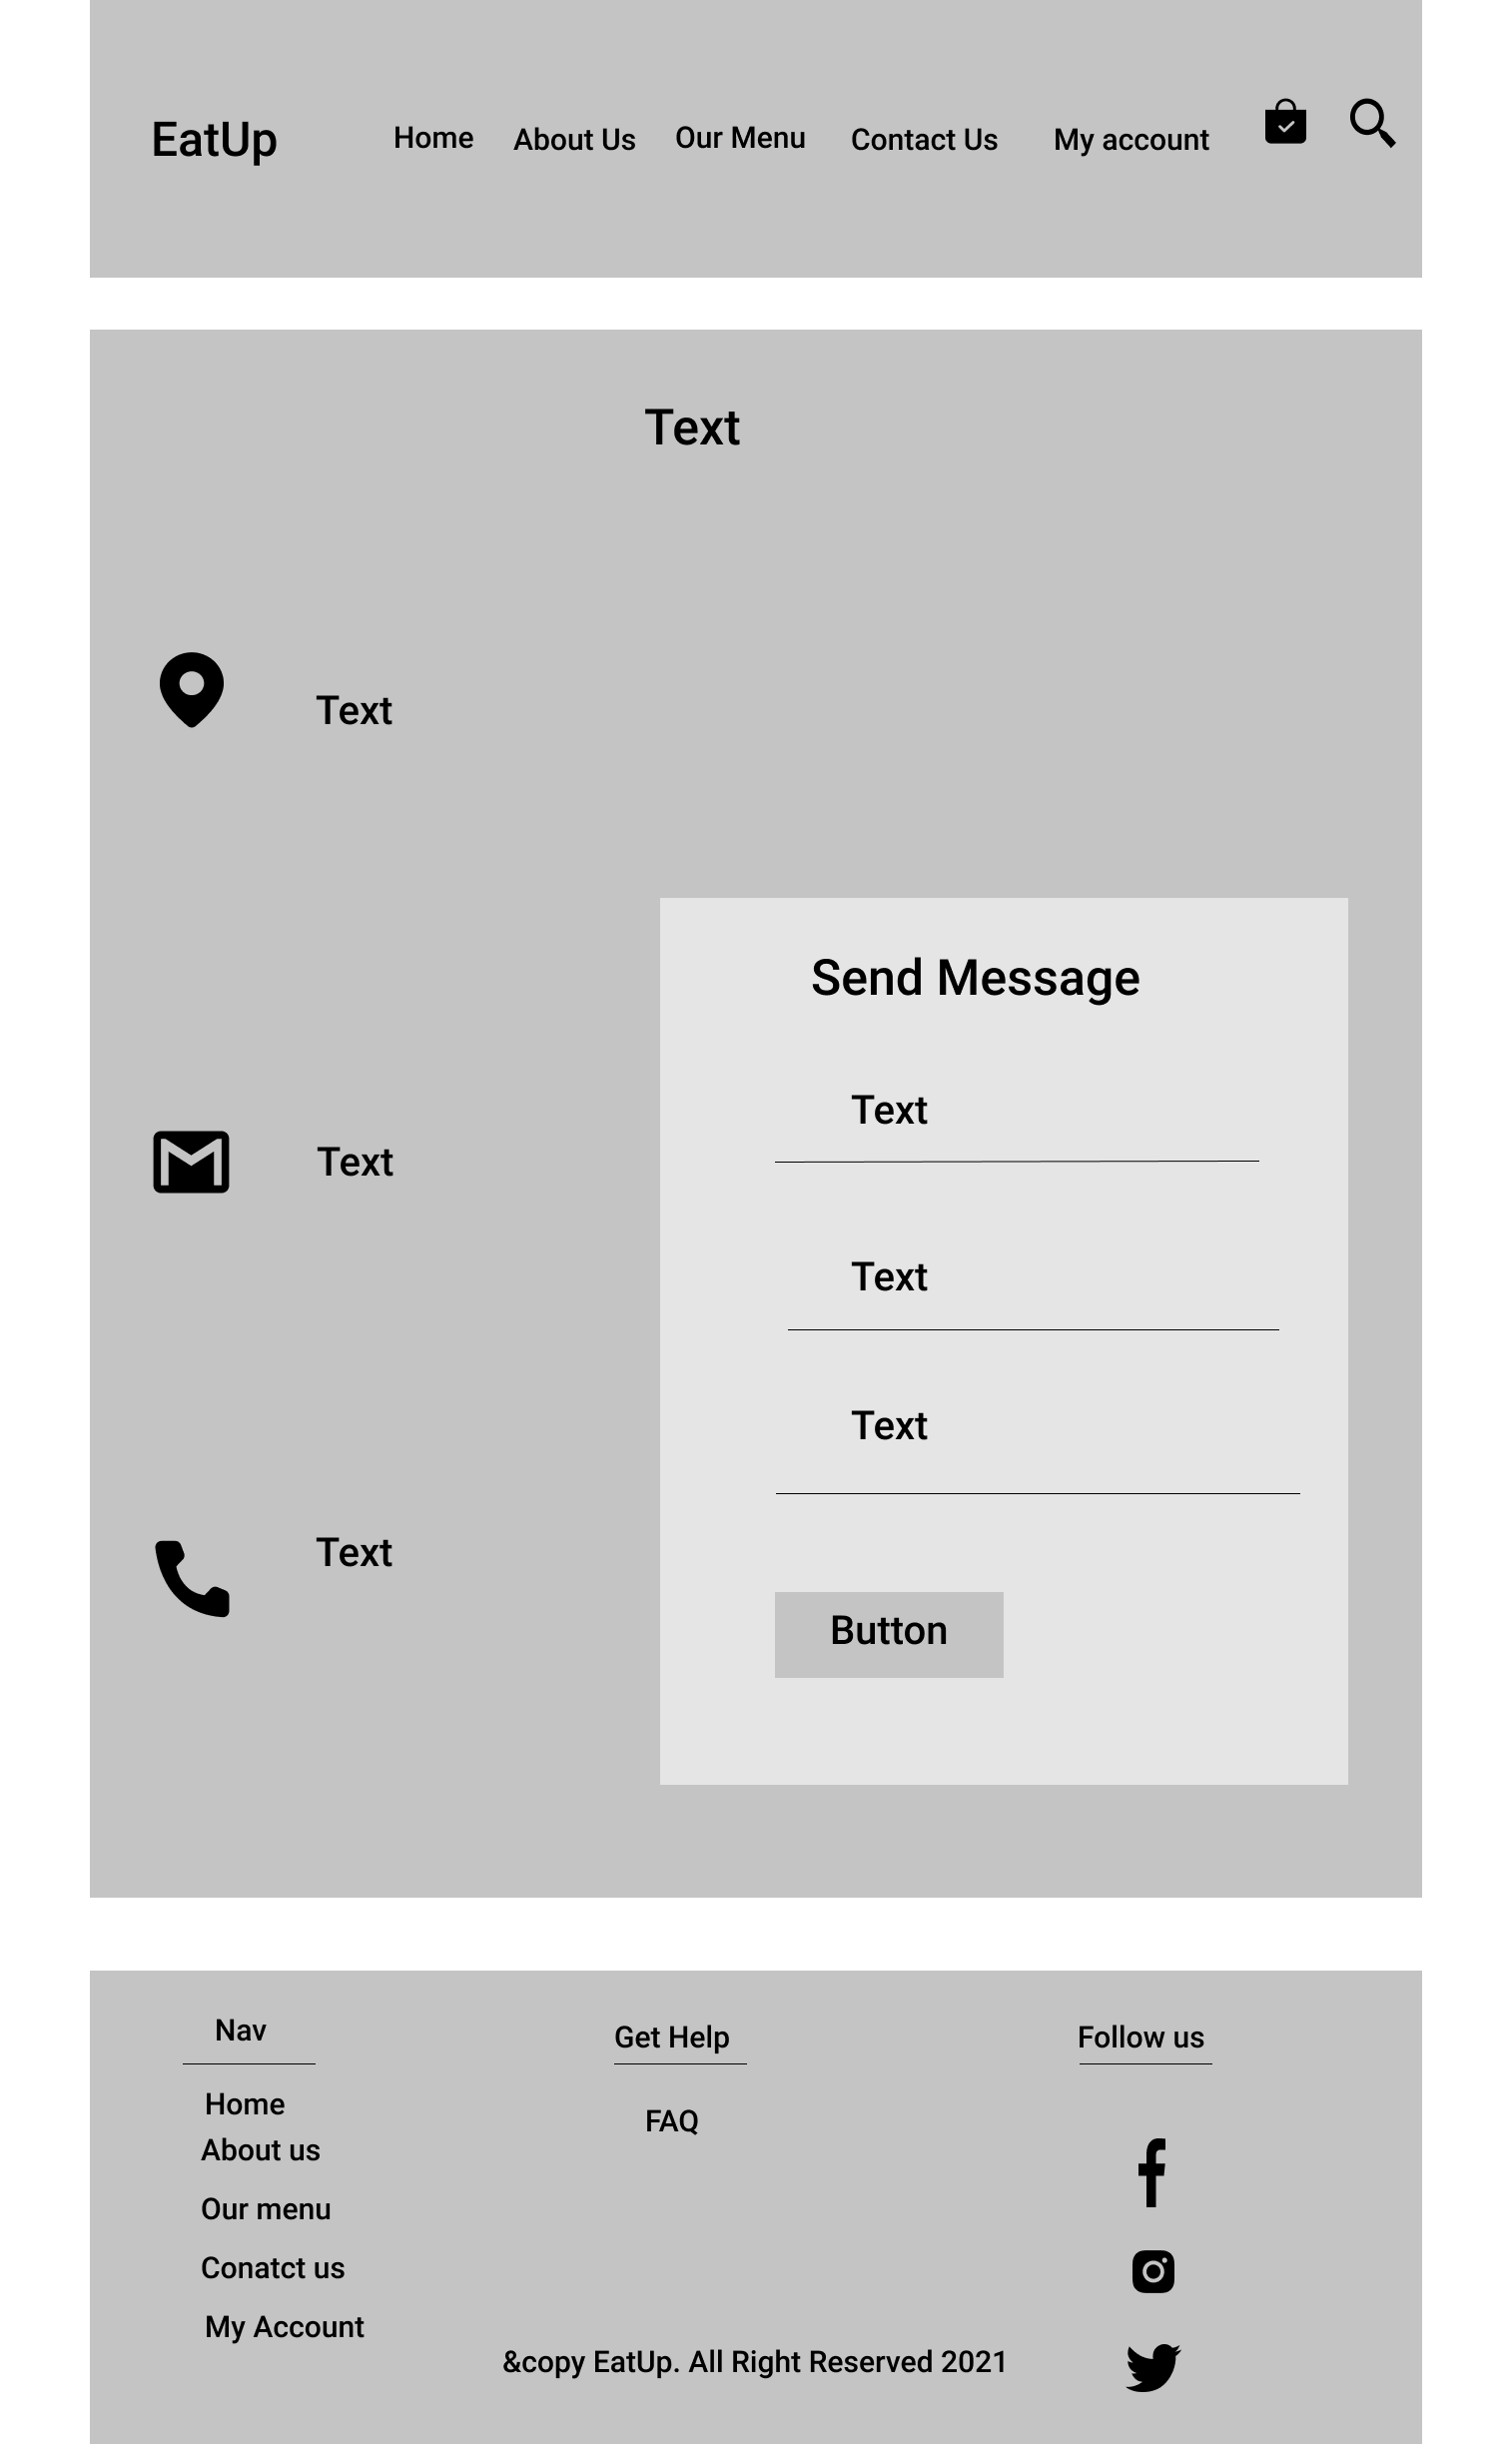 EatUp
Home About Us Our Menu Contact Us My account
Text
Text
Text
Text
Send Message
Text
Text
Text
Button
Nav
Home
About us
Our menu
Conatct us
My Account
Get Help
FAQ
Follow us
&copy EatUp. All Right Reserved 2021